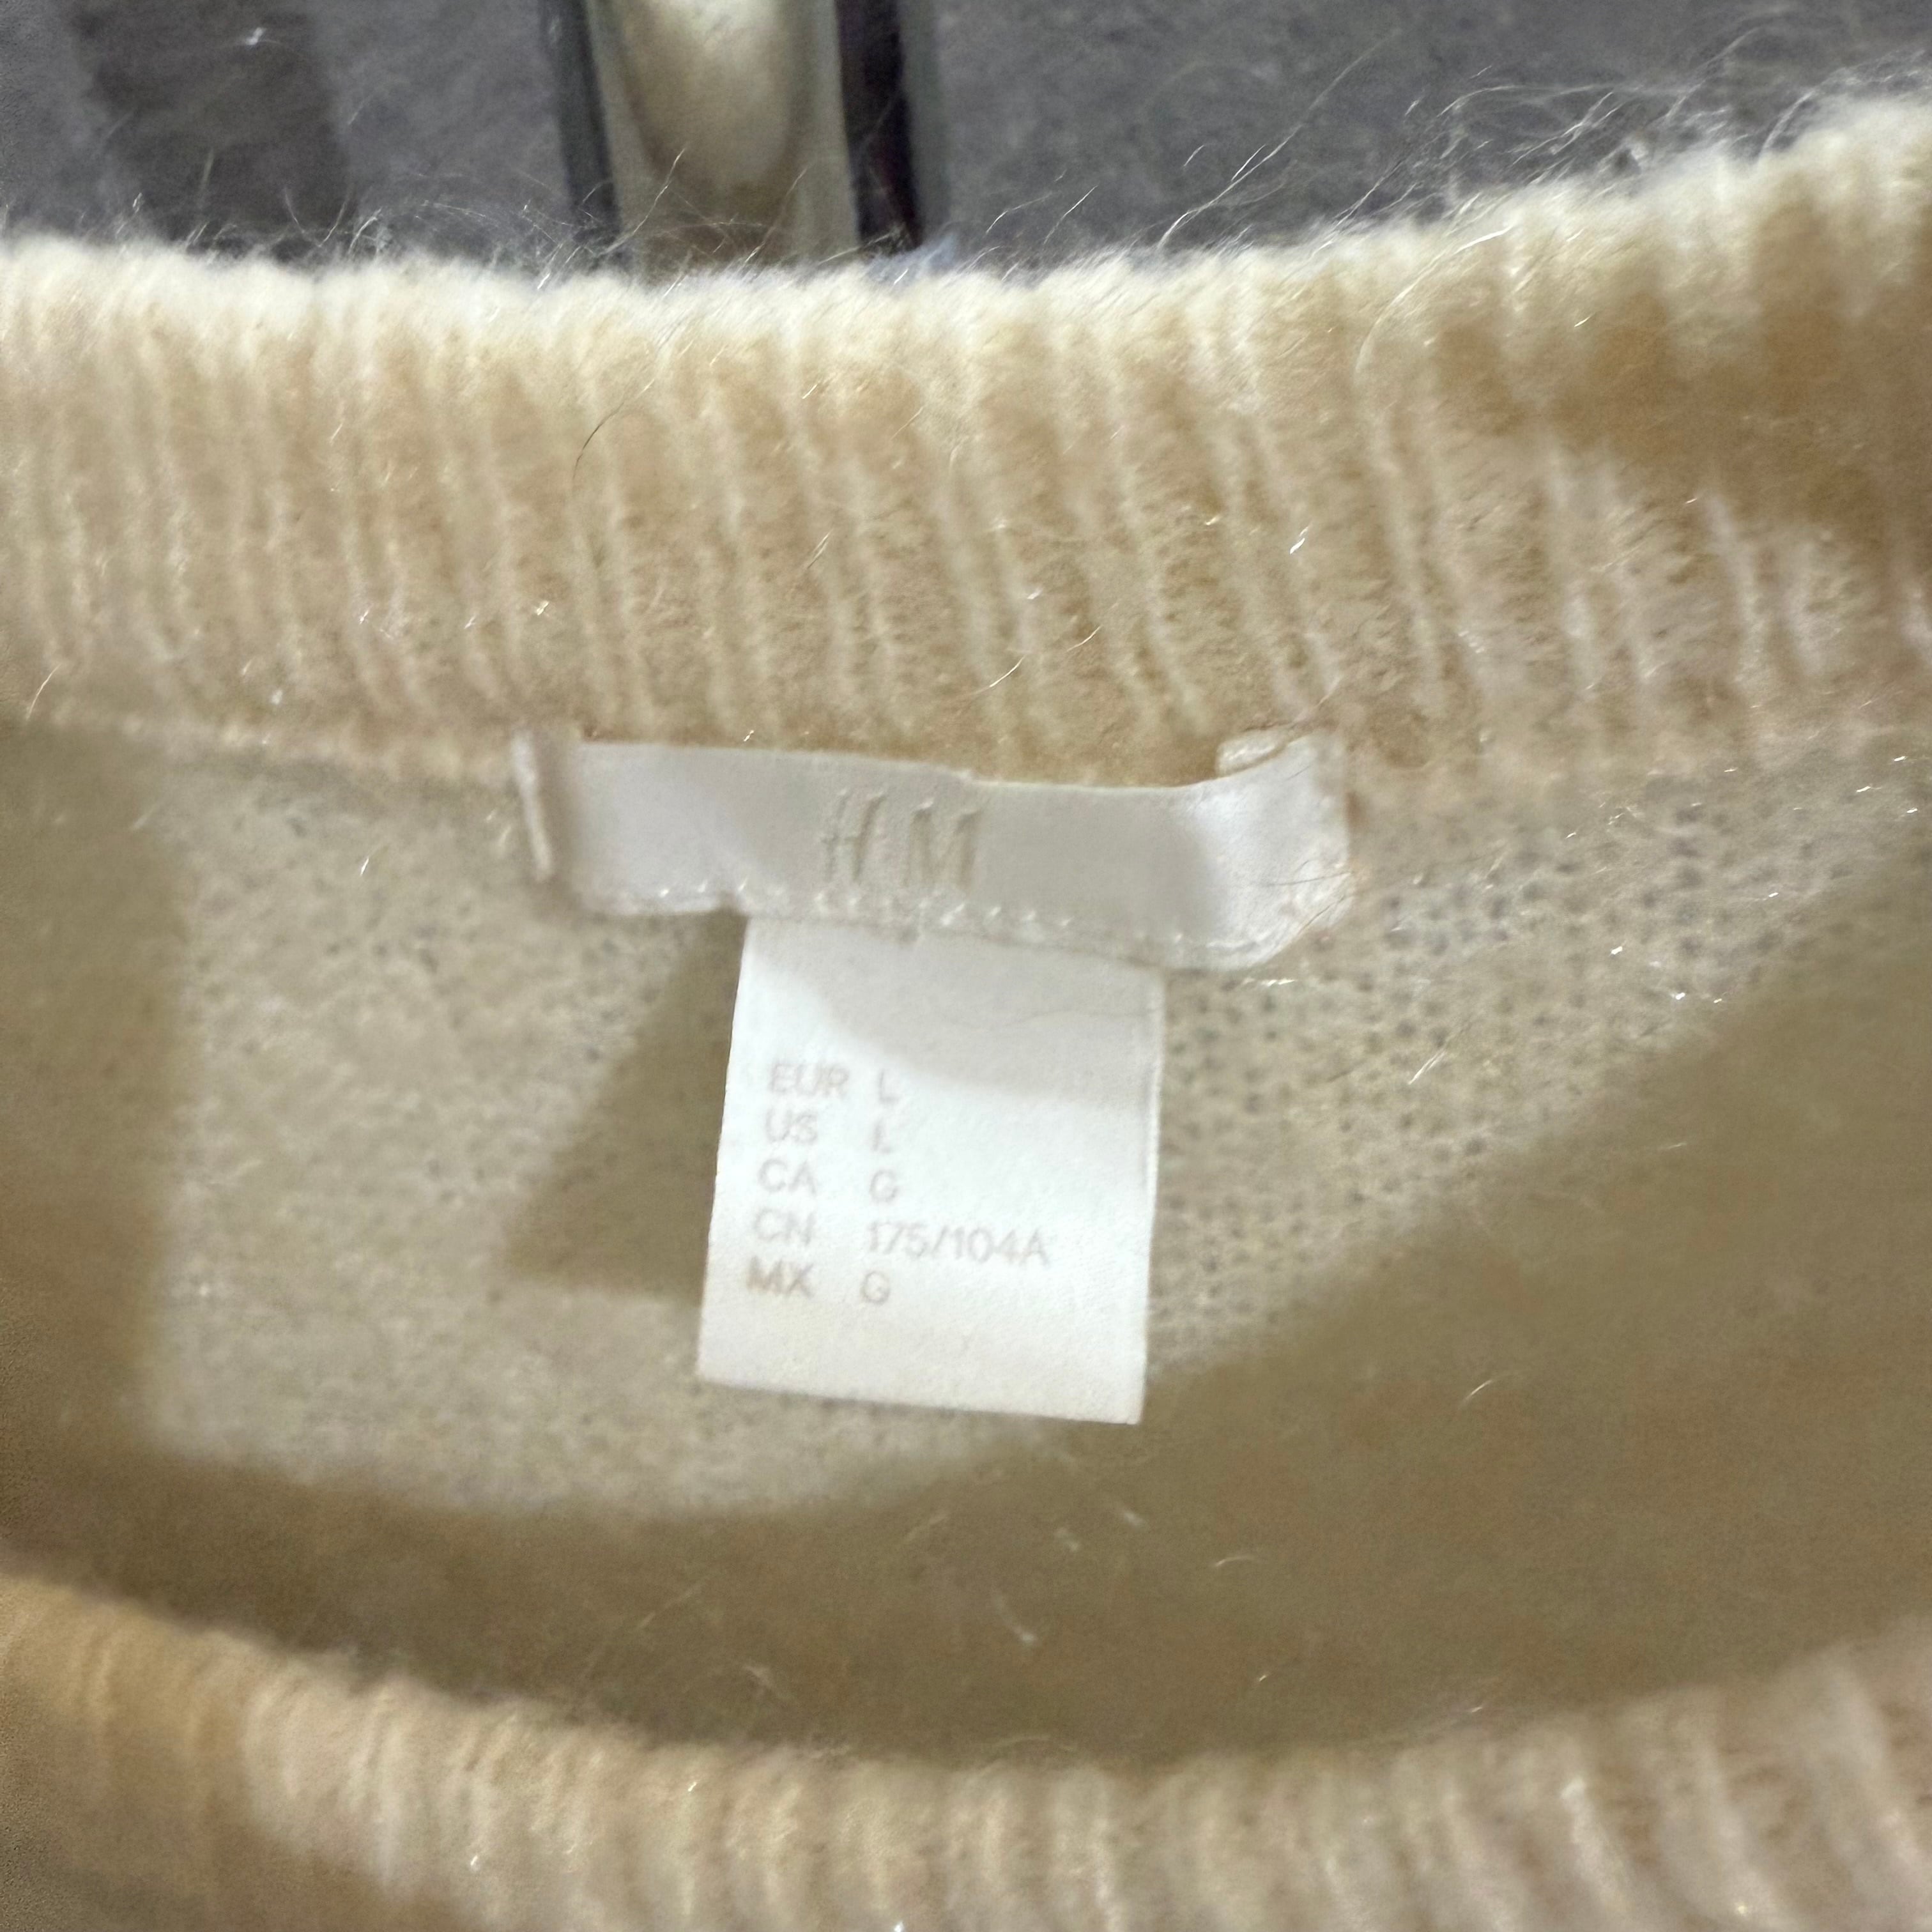 H M
EUR L
US L
CA G
CN 175/104A
MX G